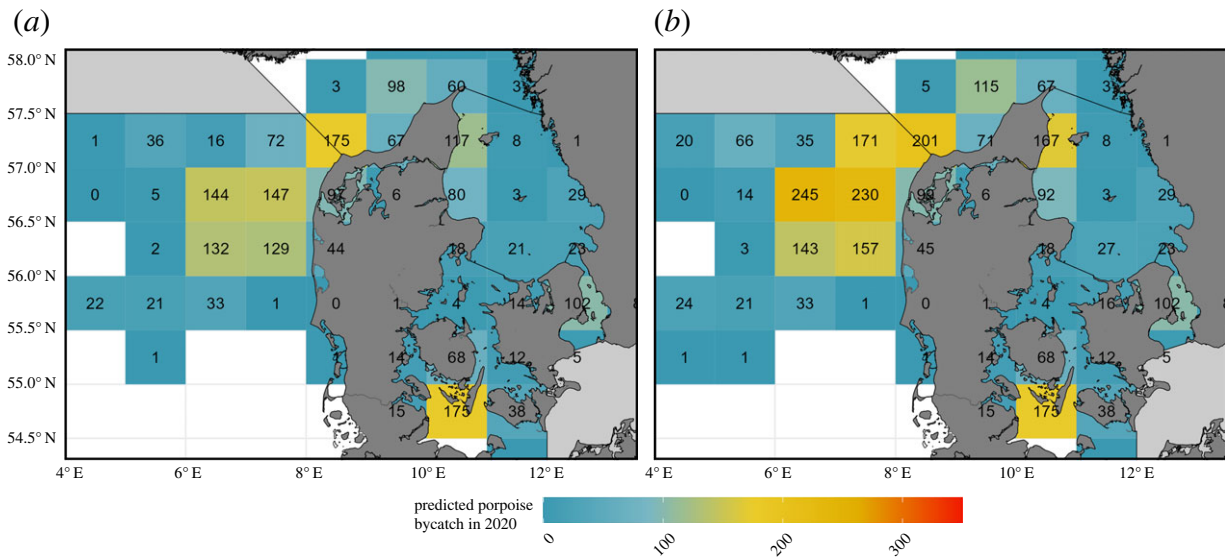 (a) (b)
58.0° N 3 98 60 3 5 115 67 3
57.5° N
1 36 16 72 175 67 117 8 1 20 66 35 171 201 71 167 8 1
57.0° N
0 5 144 147 97 6 80 3 29 0 14 245 230 99 6 92 3 29
56.5° N
2 132 129 44 18 21 23 3 143 157 45 18 27 23
56.0° N
22 21 33 1 0 1 4 14 102 24 21 33 1 0 1 4 16 102
55.5° N
1 1 14 68 12 5 1 1 1 14 68 12 5
55.0° N
15 175 38 15 175 38
54.5° N
4° E 6° E 8° E 10° E 12° E 4° E 6° E 8° E 10° E 12° E
predicted porpoise
bycatch in 2020
0 100 200 300